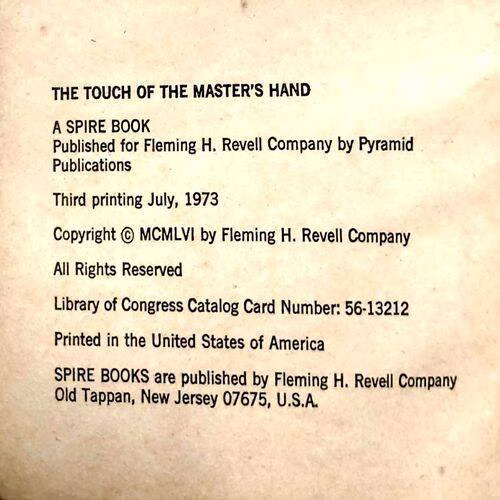 THE TOUCH OF THE MASTER'S HAND
A SPIRE BOOK
Published for Fleming H. Revell Company by Pyramid
Publications
Third printing July, 1973
Copyright © MCMLVI by Fleming H. Revell Company
All Rights Reserved
Library of Congress Catalog Card Number: 56-13212
Printed in the United States of America
SPIRE BOOKS are published by Fleming H. Revell Company
Old Tappan, New Jersey 07675, U.S.A.